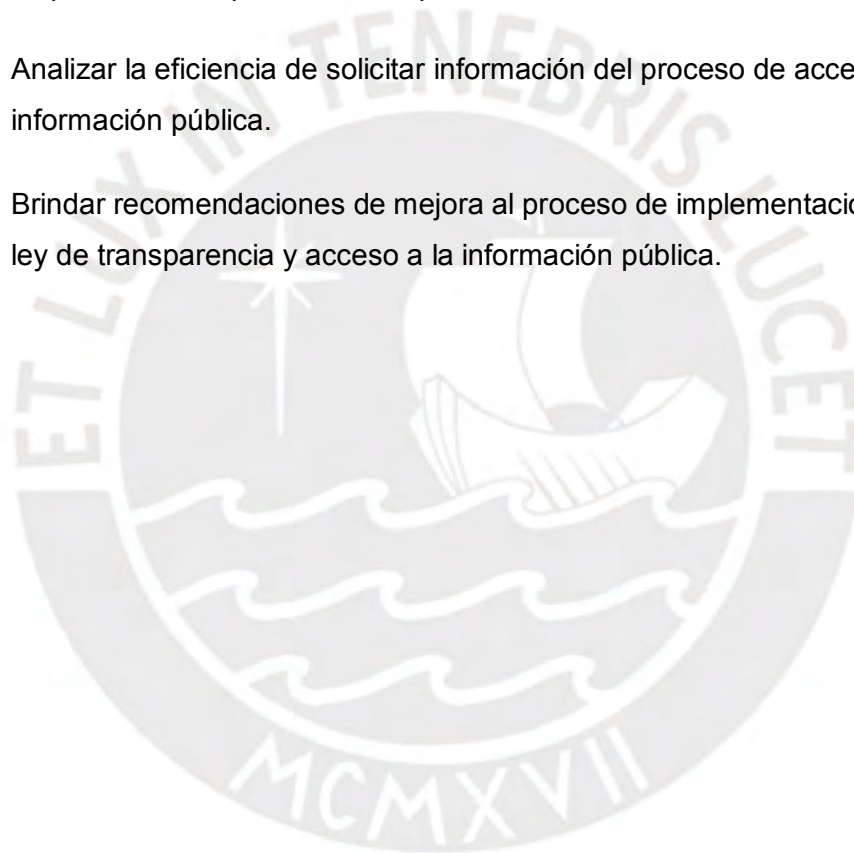 Analizar la eficiencia de solicitar información del proceso de acce
información pública.
Brindar recomendaciones de mejora al proceso de implementació
ley de transparencia y acceso a la información pública.
ET LUX IN TENEBRIS LUCET
MCMXVII